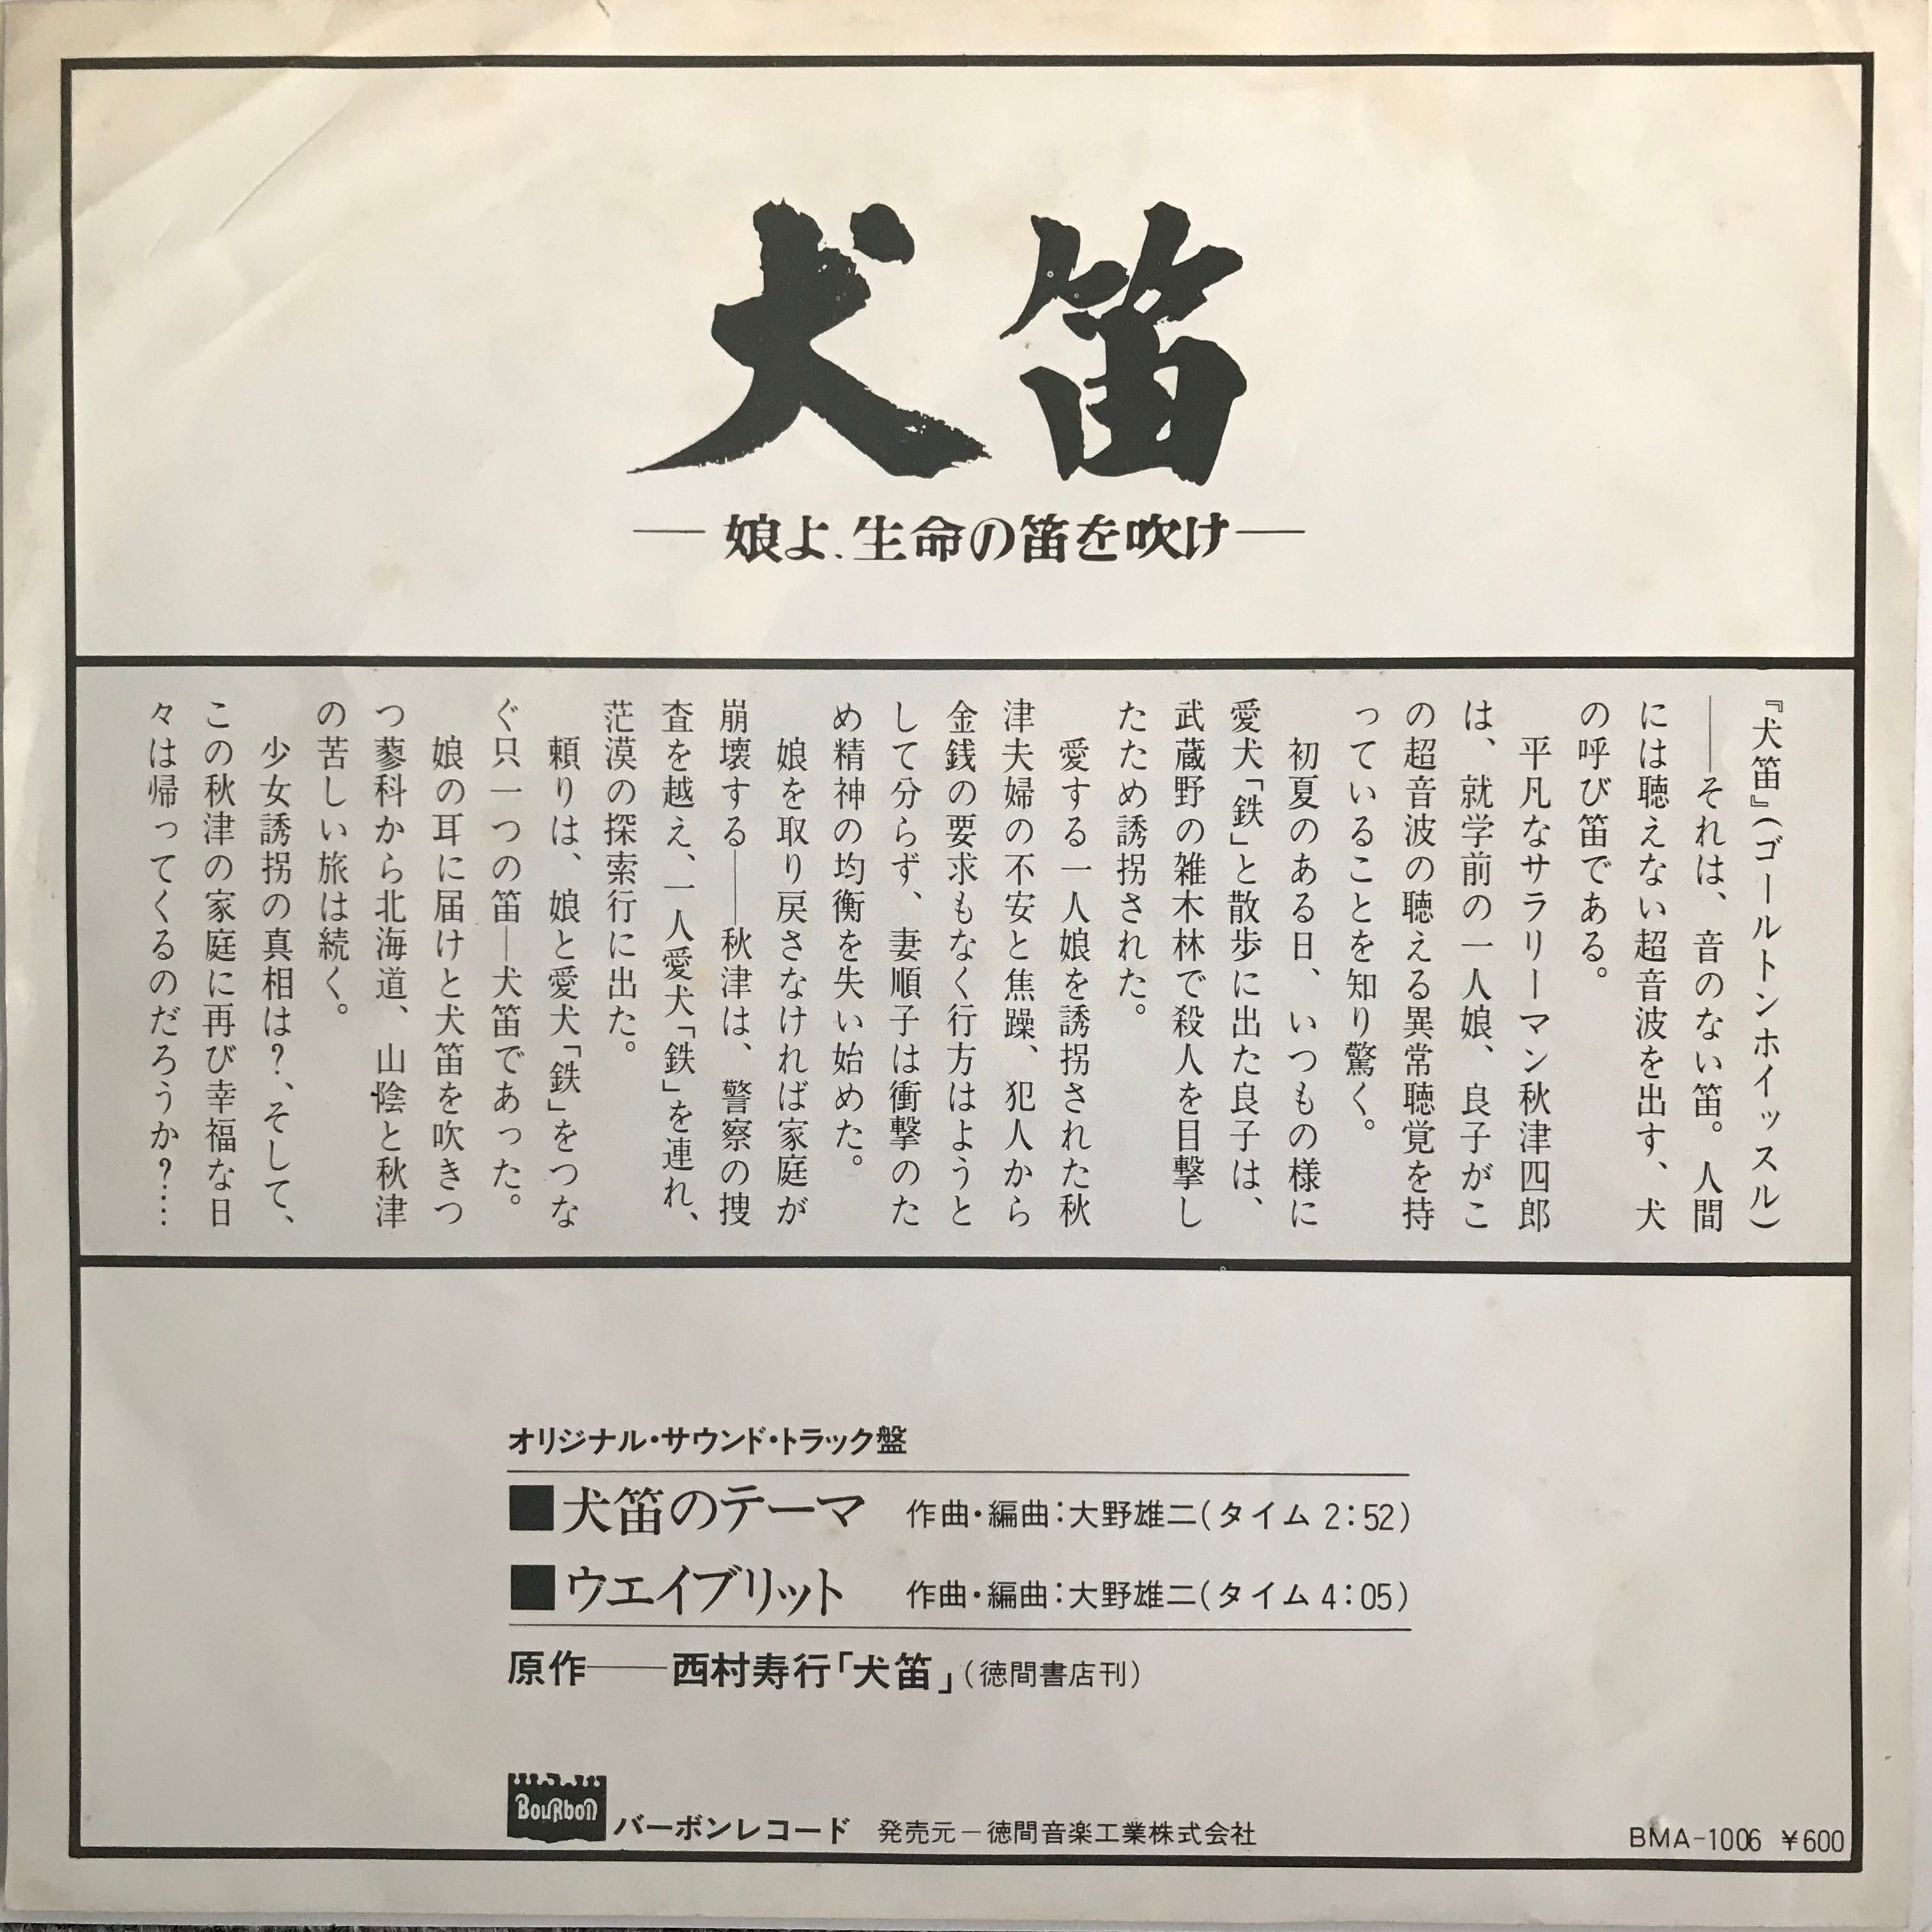 犬笛
―娘よ、生命の笛を吹け―
『犬笛』(ゴールトンホイッスル)
――それは、音のない笛。人間
には聴えない超音波を出す、犬
の呼び笛である。
平凡なサラリーマン秋津四郎
は、就学前の一人娘、良子がこ
の超音波の聴える異常聴覚を持
っていることを知り驚く。
初夏のある日、いつもの様に
愛犬「鉄」と散歩に出た良子は、
武蔵野の雑木林で殺人を目撃し
たため誘拐された。
愛する一人娘を誘拐された秋
津夫婦の不安と焦躁、犯人から
金銭の要求もなく行方はようと
して分らず、妻順子は衝撃のた
め精神の均衡を失い始めた。
娘を取り戻さなければ家庭が
崩壊する――秋津は、警察の捜
査を越え、一人愛犬「鉄」を連れ、
茫漠の探索行に出た。
頼りは、娘と愛犬「鉄」をつな
ぐ只一つの笛―犬笛であった。
娘の耳に届けと犬笛を吹きつ
つ蓼科から北海道、山陰と秋津
の苦しい旅は続く。
少女誘拐の真相は？、そして、
この秋津の家庭に再び幸福な日
々は帰ってくるのだろうか？……
オリジナル・サウンド・トラック盤
■犬笛のテーマ 作曲・編曲：大野雄二(タイム 2：52)
■ウエイブリット 作曲・編曲：大野雄二(タイム 4：05)
原作――西村寿行「犬笛」(徳間書店刊)
BouRbon バーボンレコード 発売元－徳間音楽工業株式会社
BMA-1006 ¥600